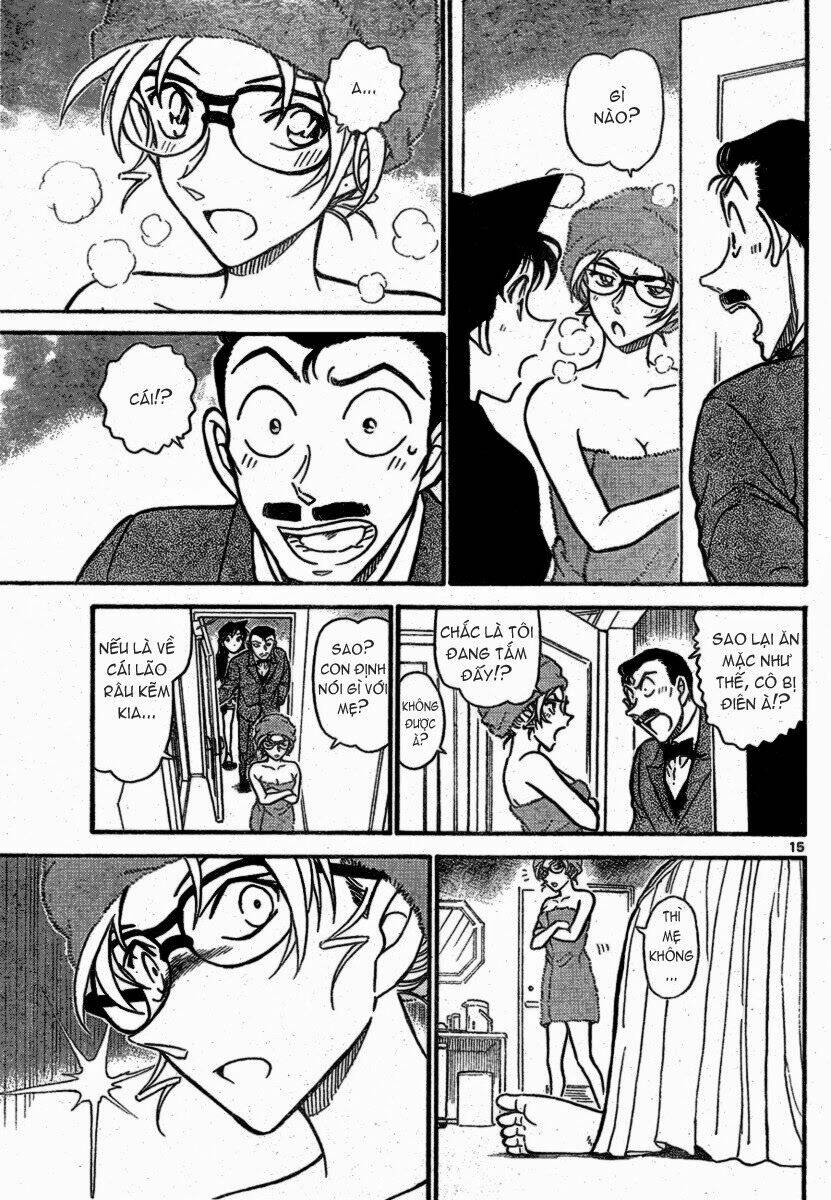 GÌ
NÀO?
A...
CÁI!?
SAO LẠI ĂN
MẶC NHƯ
THẾ, CÔ BỊ
ĐIÊN À!?
CHẮC LÀ TÔI
ĐANG TẮM
ĐẤY!?
KHÔNG
ĐƯỢC
À?
SAO?
CON ĐỊNH
NÓI GÌ VỚI
MẸ?
NẾU LÀ VỀ
CÁI LÃO
RÂU KẼM
KIA...
15
THÌ
MẸ
KHÔNG
...